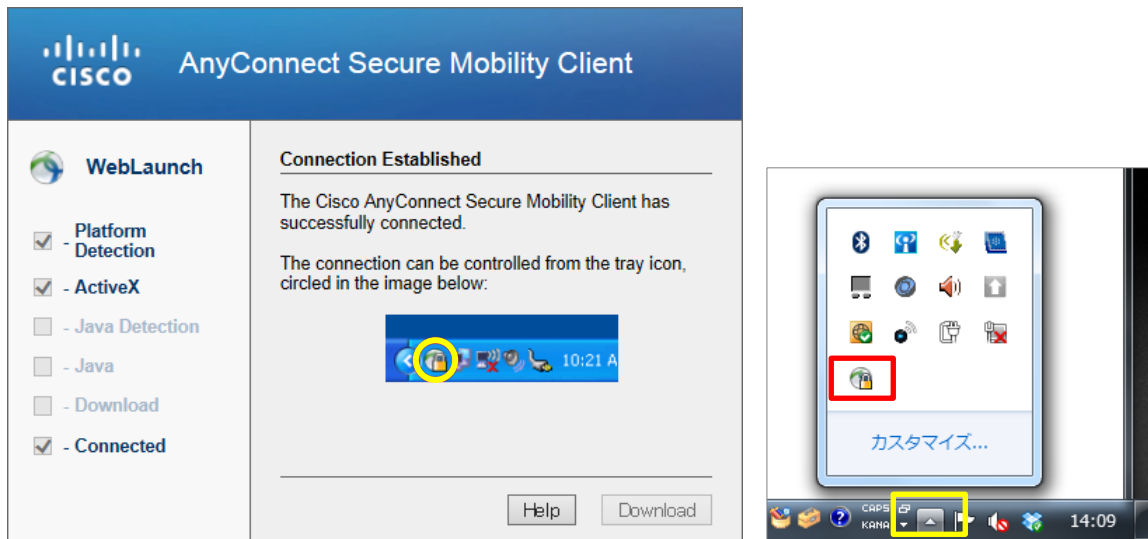 CISCO
AnyConnect Secure Mobility Client
WebLaunch
- Platform
Detection
- ActiveX
- Java Detection
- Java
- Download
- Connected
Connection Established
The Cisco AnyConnect Secure Mobility Client has
successfully connected.
The connection can be controlled from the tray icon,
circled in the image below:
10:21 A
Help
Download
カスタマイズ...
CAPS
KANA
14:09